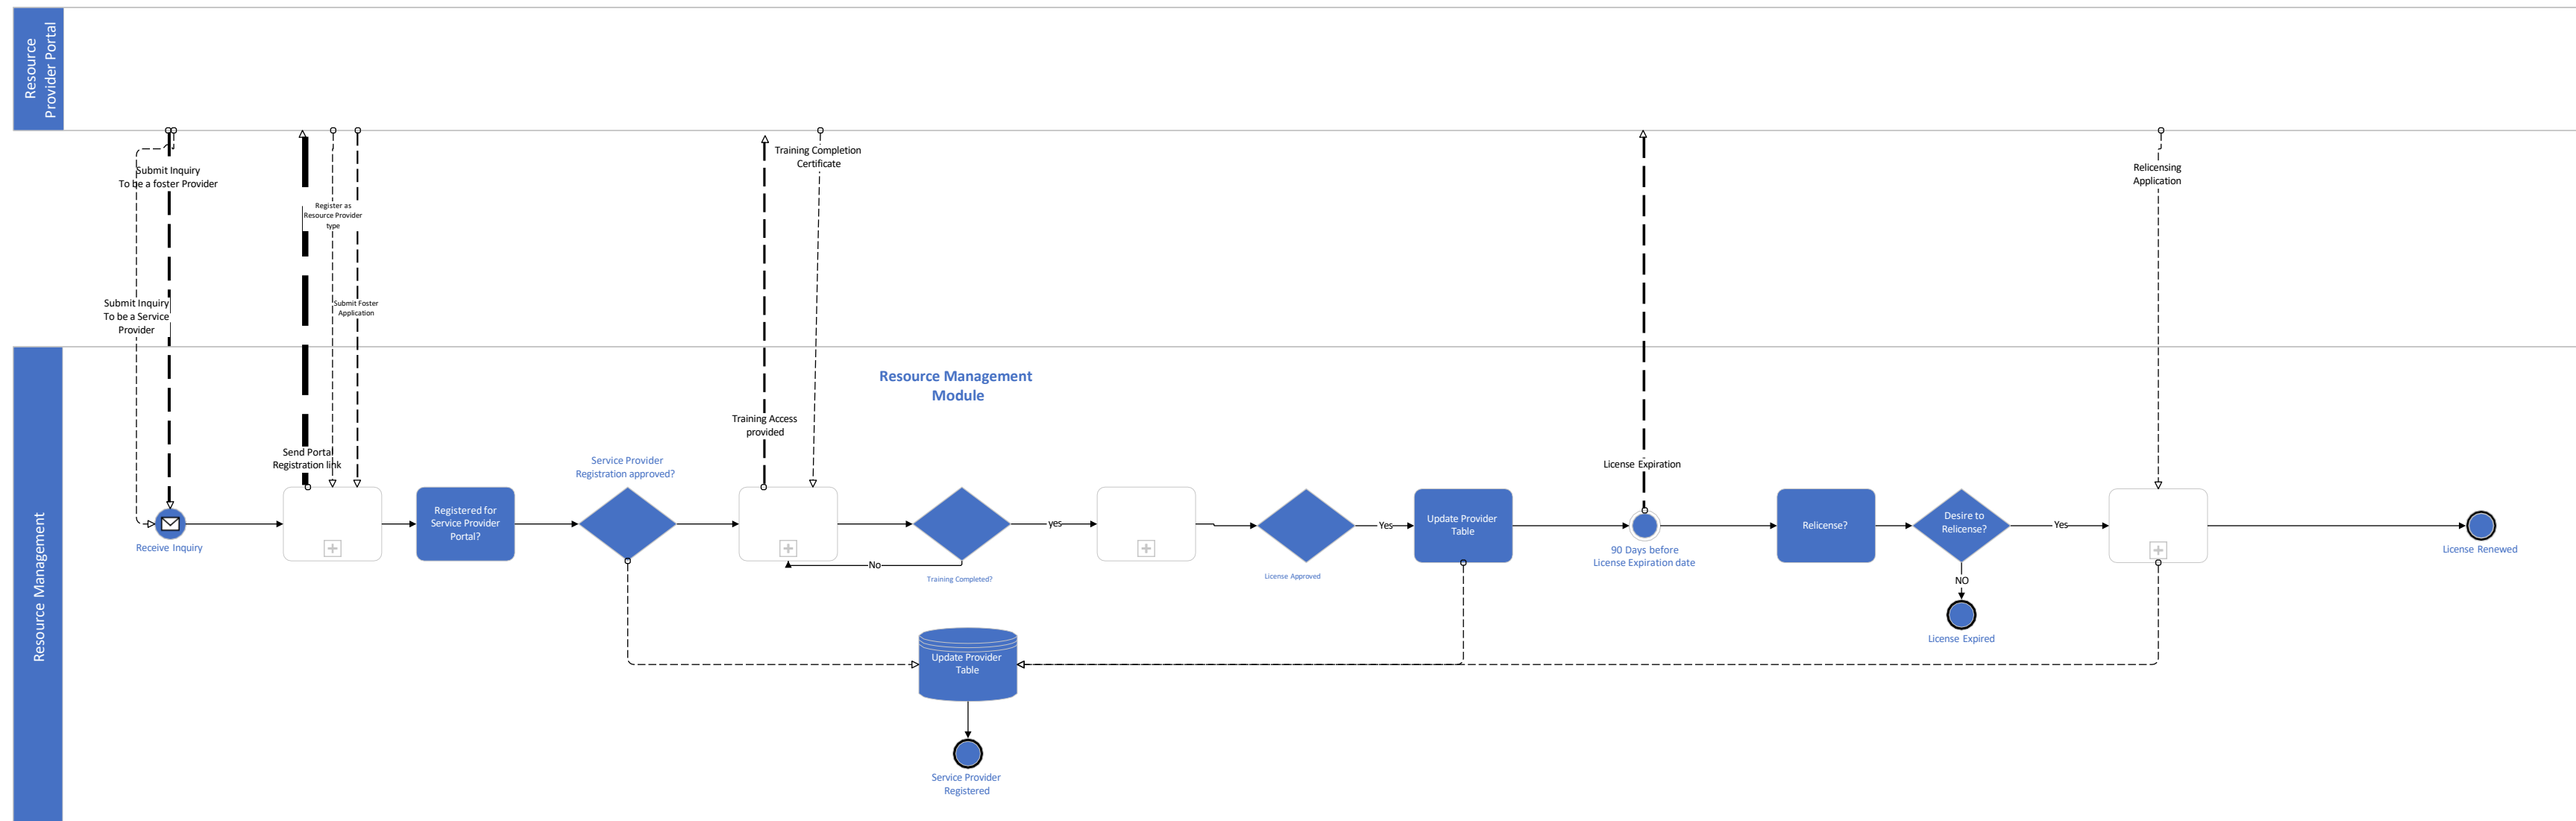 Resource
Provider Portal
Submit Inquiry
To be a foster Provider
Register as
Resource Provider
type
Training Completion
Certificate
Relicensing
Application
Submit Inquiry
To be a Service
Provider
Submit Foster
Application
Resource Management
Resource Management
Module
Training Access
provided
Send Portal
Registration link
Service Provider
Registration approved?
License Expiration
Receive Inquiry
Registered for
Service Provider
Portal?
No
yes
Training Completed?
License Approved
Yes
Update Provider
Table
90 Days before
License Expiration date
Relicense?
Desire to
Relicense?
Yes
NO
License Expired
License Renewed
Update Provider
Table
Service Provider
Registered